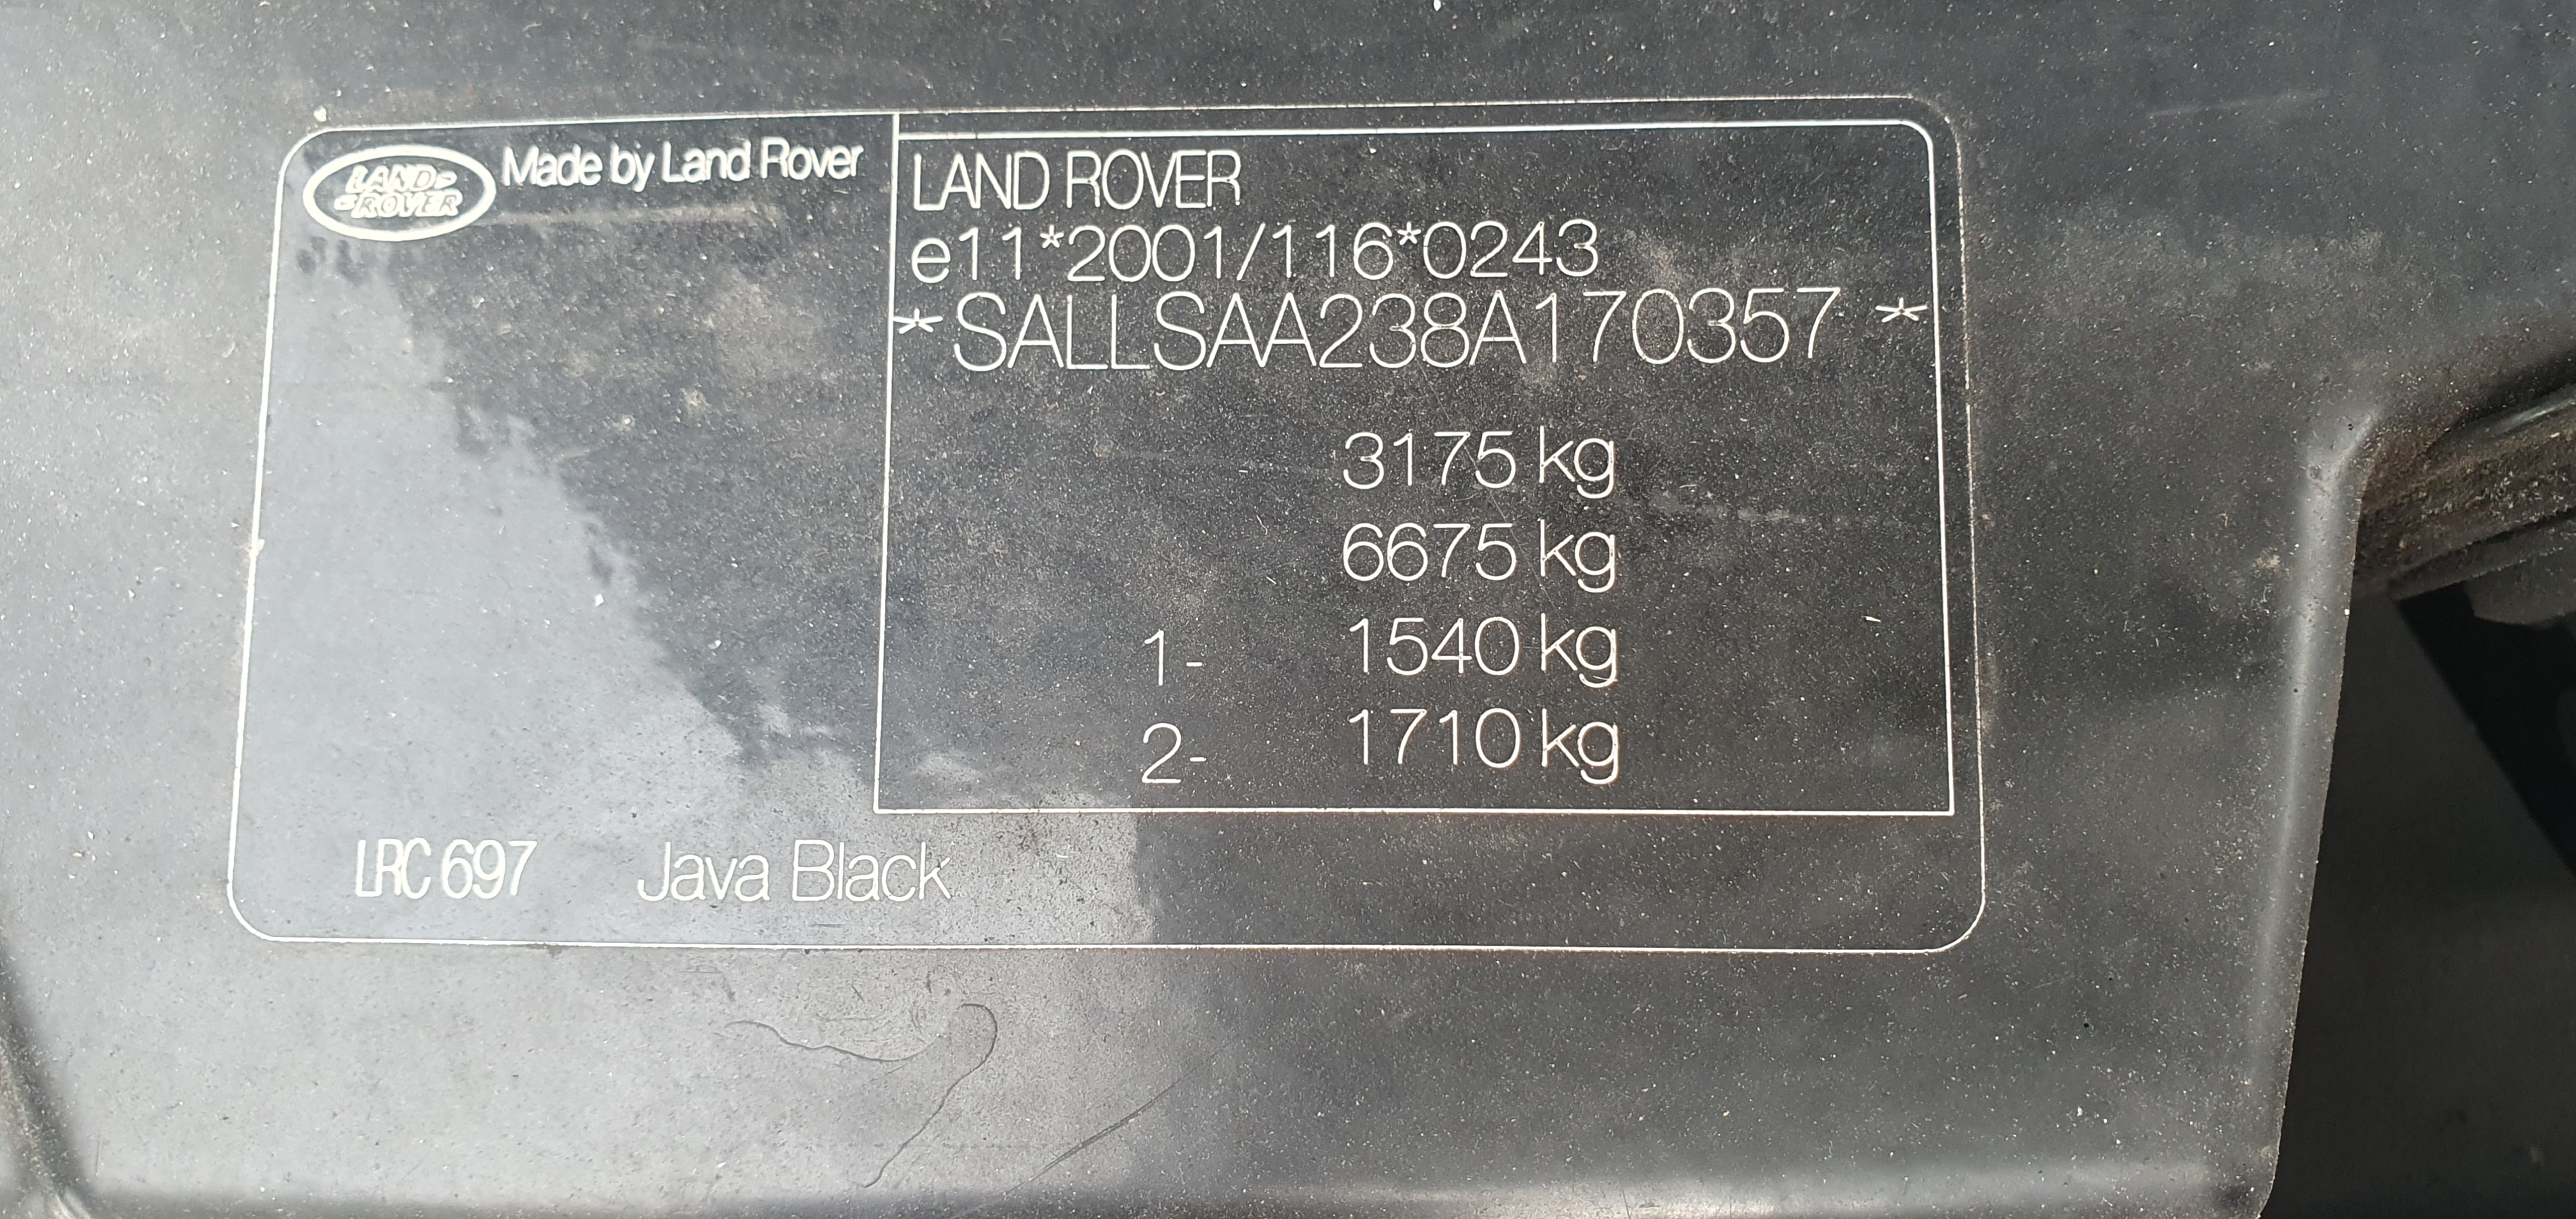 LAND ROVER
Made by Land Rover
LAND ROVER
e11*2001/116*0243
*SALLSAA238A170357 *
3175 kg
6675 kg
1- 1540 kg
2- 1710 kg
LRC 697 Java Black